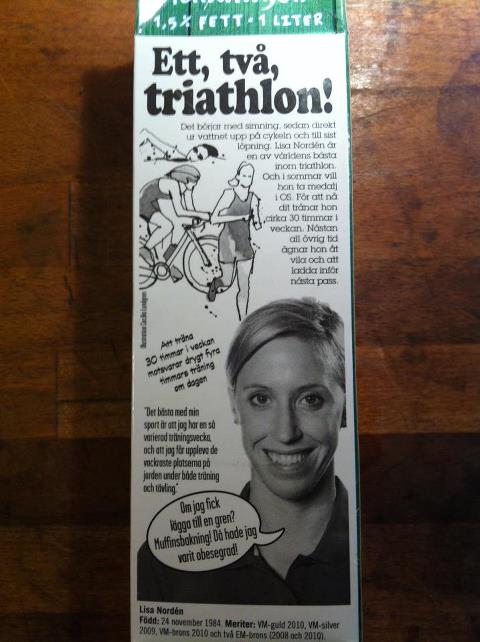 1,5% FETT - 1 LITER
Ett, två,
triathlon!
Det börjar med simning, sedan direkt
ur vattnet upp på cykeln och till sist
löpning. Lisa Nordén är
en av världens bästa
inom triathlon.
Och i sommar vill
hon ta medalj
i OS. För att nå
dit tränar hon
cirka 30 timmar i
veckan. Nästan
all övrig tid
ägnar hon åt
vila och att
ladda inför
nästa pass.
Att träna
30 timmar i veckan
motsvarar drygt fyra
timmars träning
om dagen
"Det bästa med min
sport är att jag har en så
varierad träningsvecka,
och att jag får uppleva de
vackraste platserna på
jorden under både träning
och tävling."
Om jag fick
lägga till en gren?
Muffinsbakning! Då hade jag
varit obesegrad!
Lisa Nordén
Född: 24 november 1984. Meriter: VM-guld 2010, VM-silver
2009, VM-brons 2010 och två EM-brons (2008 och 2010).